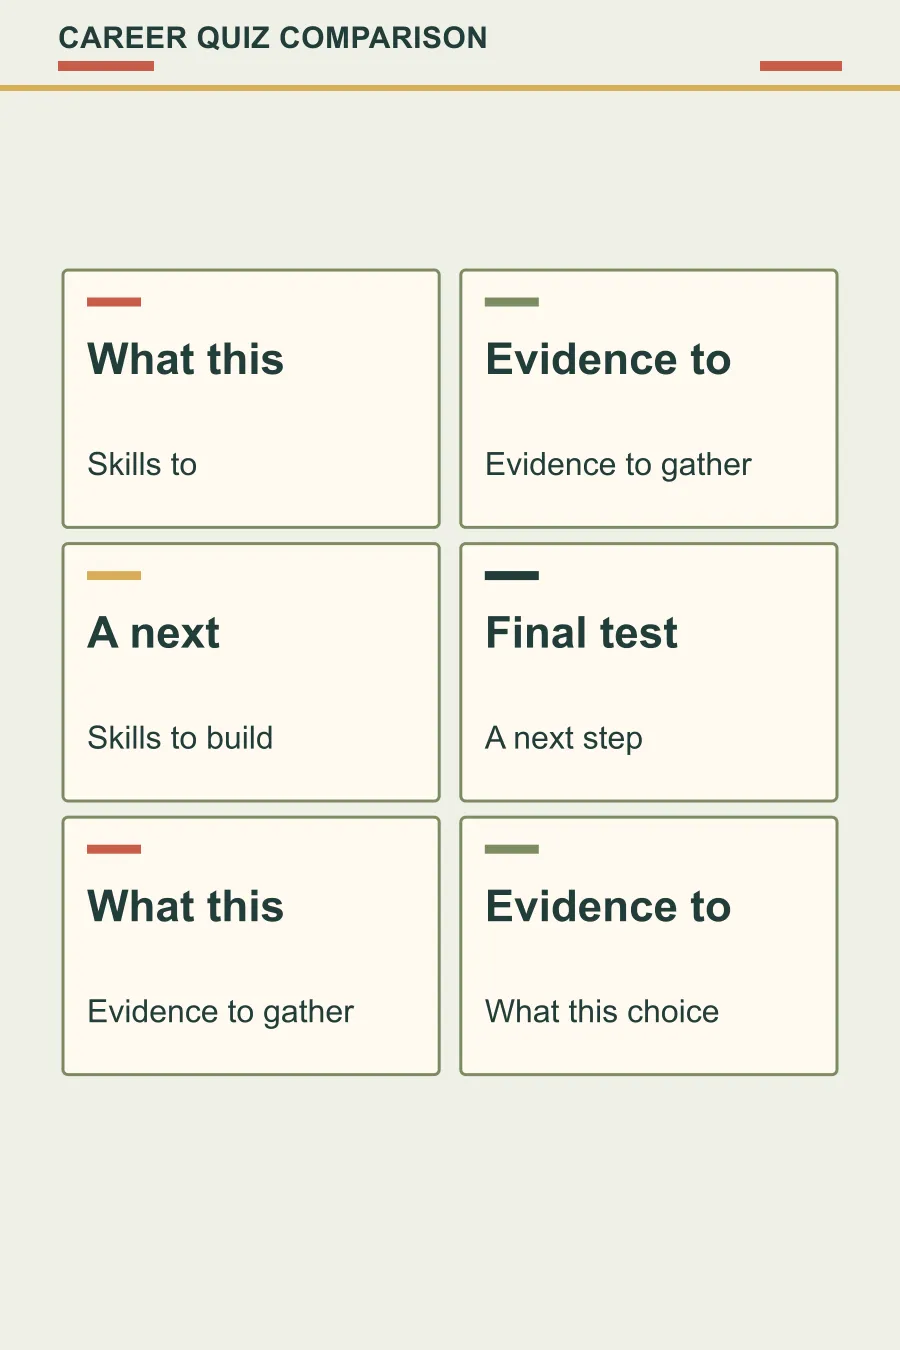 CAREER QUIZ COMPARISON
What this
Skills to
Evidence to
Evidence to gather
A next
Skills to build
Final test
A next step
What this
Evidence to gather
Evidence to
What this choice